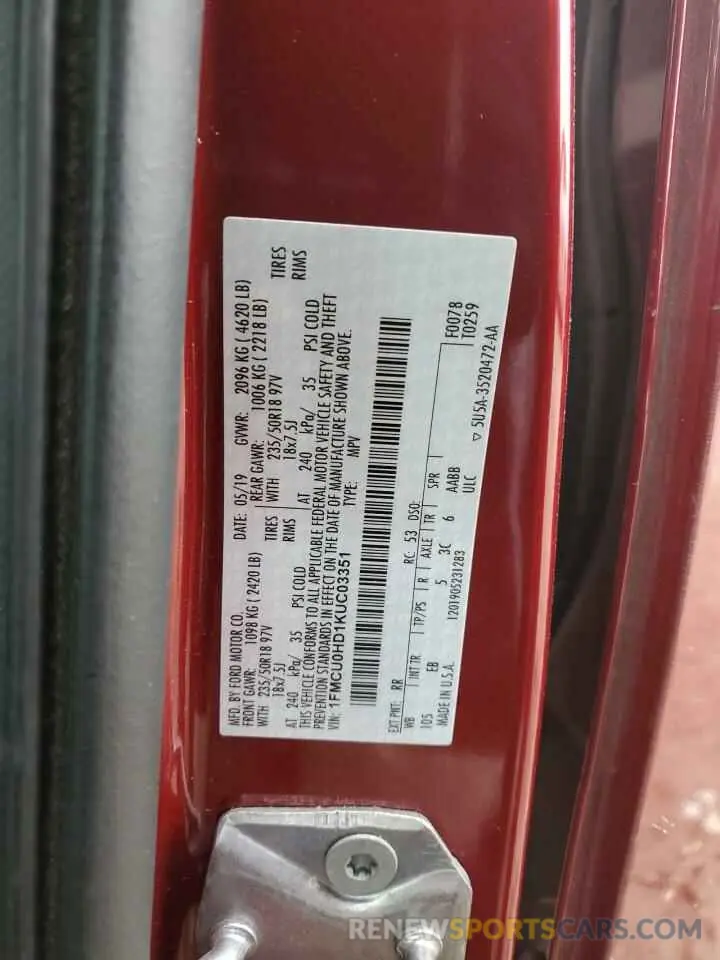 MFD. BY FORD MOTOR CO. DATE: 05/19 GVWR: 2096 KG ( 4620 LB)
FRONT GAWR: 1098 KG ( 2420 LB) REAR GAWR: 1006 KG ( 2218 LB)
WITH 235/50R18 97V TIRES WITH 235/50R18 97V TIRES
18x7.5J RIMS 18x7.5J RIMS
AT 240 kPa/ 35 PSI COLD AT 240 kPa/ 35 PSI COLD
THIS VEHICLE CONFORMS TO ALL APPLICABLE FEDERAL MOTOR VEHICLE SAFETY AND THEFT
PREVENTION STANDARDS IN EFFECT ON THE DATE OF MANUFACTURE SHOWN ABOVE.
VIN: 1FMCU0HD1KUC03351 TYPE: MPV
EXT PNT: RR RC: 53 DSO: F0078
WB INT TR TP/PS R AXLE TR SPR T0259
105 EB 5 3C 6 AABB
MADE IN U.S.A. 1201905231283 ULC ▽ 5U5A-3520472-AA
RENEWSPORTSCARS.COM